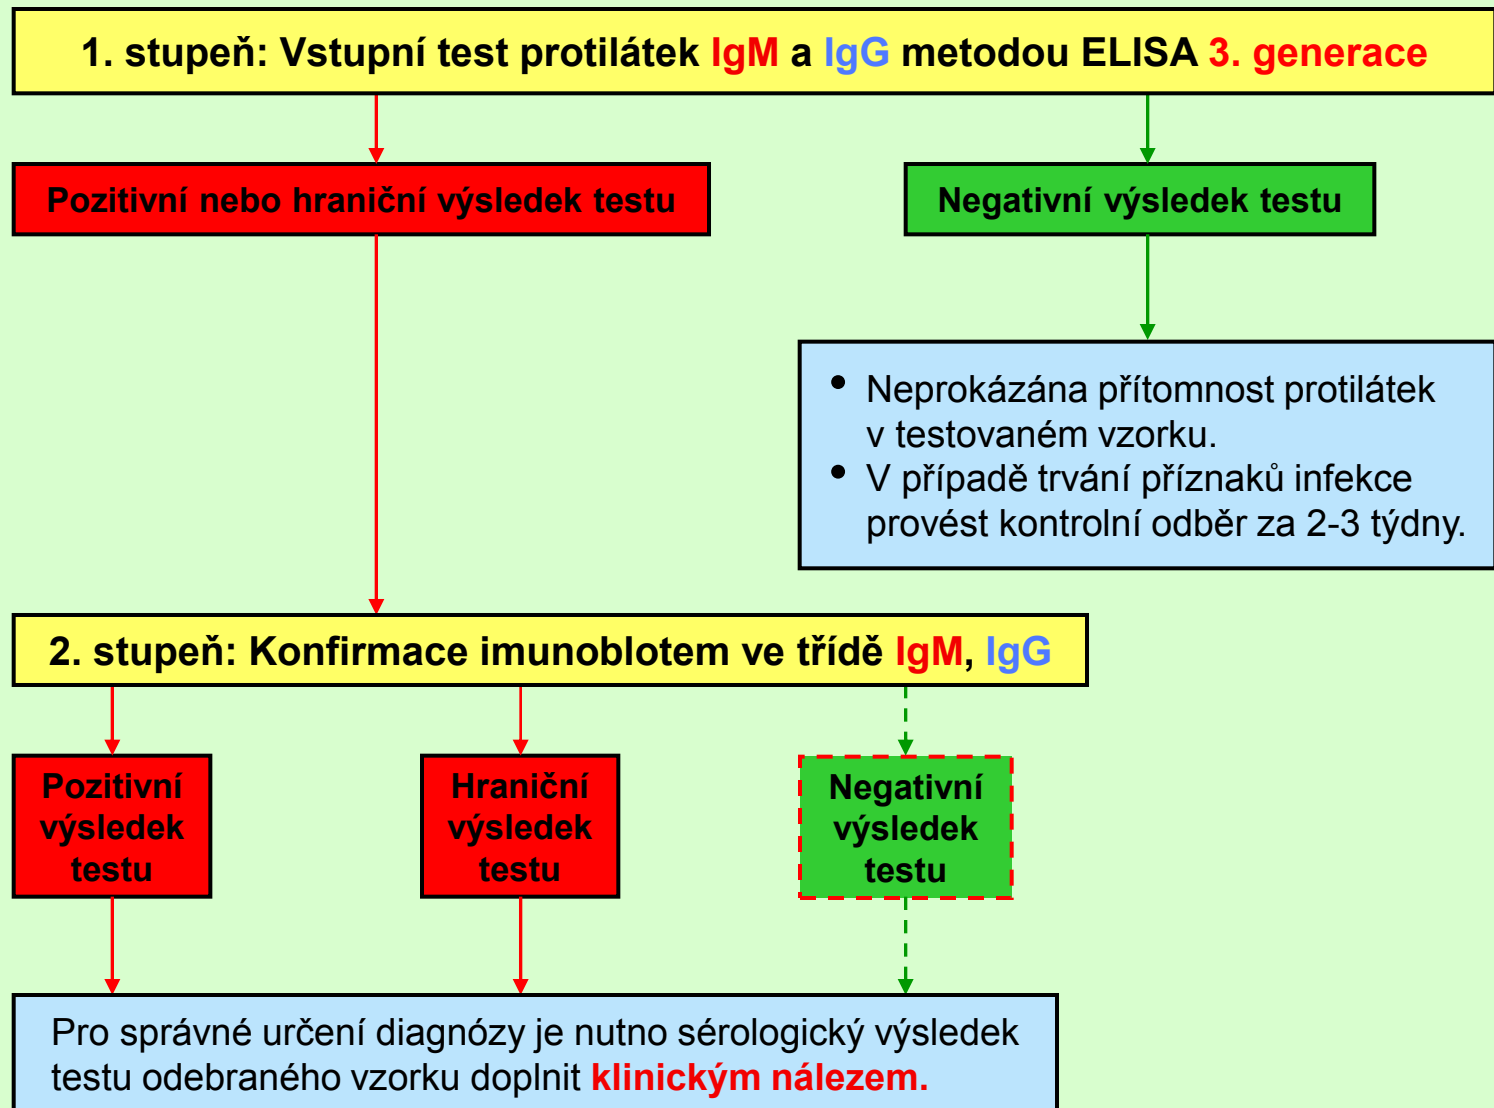 1. stupeň: Vstupní test protilátek IgM a IgG metodou ELISA 3. generace
Pozitivní nebo hraniční výsledek testu
Negativní výsledek testu
• Neprokázána přítomnost protilátek
v testovaném vzorku.
• V případě trvání příznaků infekce
provést kontrolní odběr za 2-3 týdny.
2. stupeň: Konfirmace imunoblotem ve třídě IgM, IgG
Pozitivní
výsledek
testu
Hraniční
výsledek
testu
Negativní
výsledek
testu
Pro správné určení diagnózy je nutno sérologický výsledek
testu odebraného vzorku doplnit klinickým nálezem.